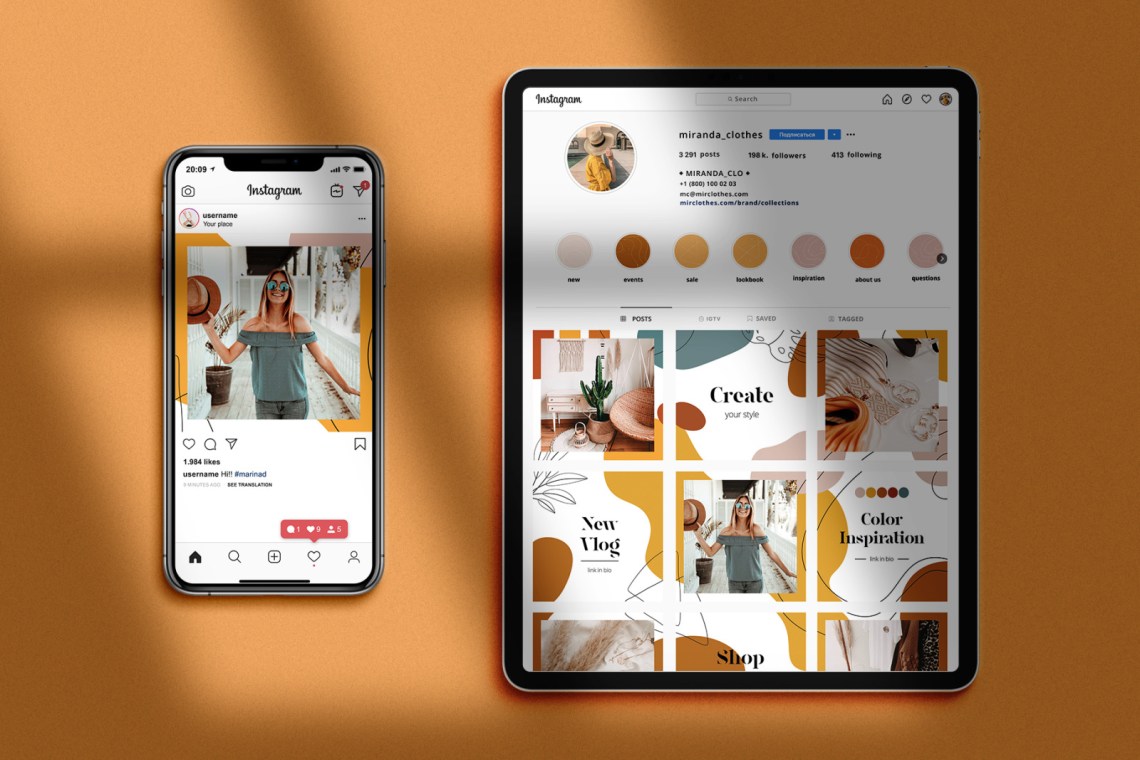 20:09
Instagram
1
username
Your place
1.984 likes
username Hi!! #marinad
9 MINUTES AGO SEE TRANSLATION
1 9 5
Instagram
Search
miranda_clothes Подписаться
3 291 posts 198 k. followers 413 following
MIRANDA_CLO
+1 (800) 100 02 03
mc@mirclothes.com
mirclothes.com/brand/collections
new events sale lookbook inspiration about us questions
POSTS IGTV SAVED TAGGED
Create
your style
New
Vlog
link in bio
Color
Inspiration
link in bio
Shop